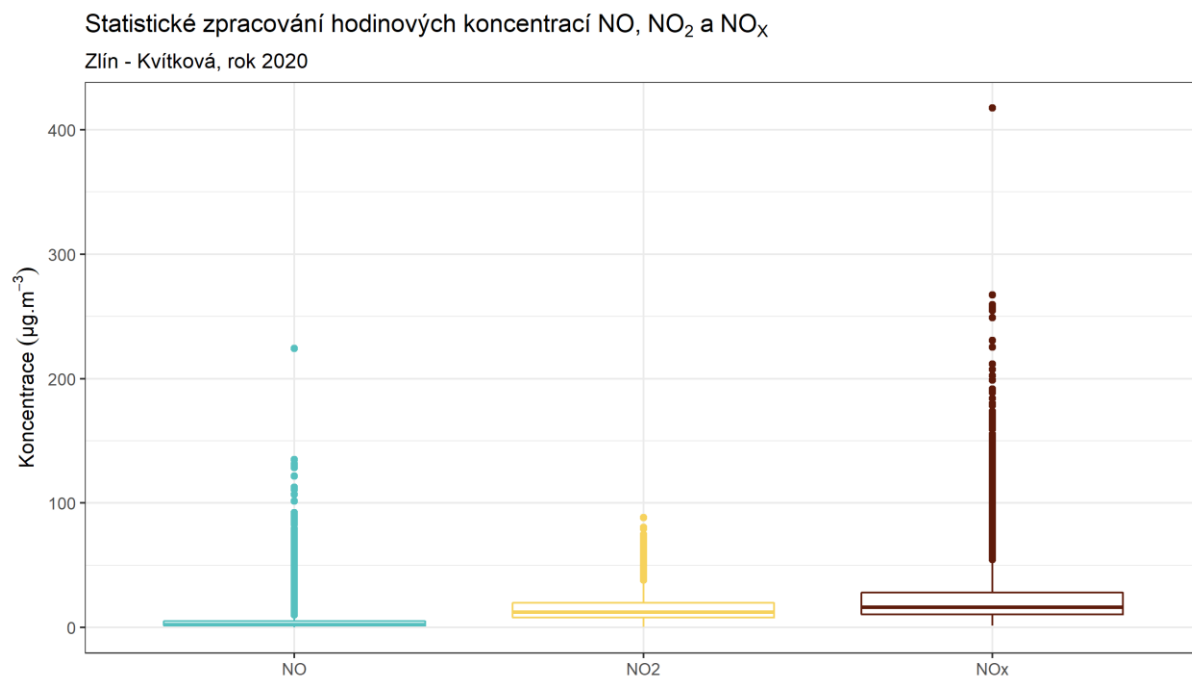 Statistické zpracování hodinových koncentrací NO, NO₂ a NOₓ
Zlín - Kvítková, rok 2020
Koncentrace (µg.m⁻³)
400
300
200
100
0
NO
NO2
NOx